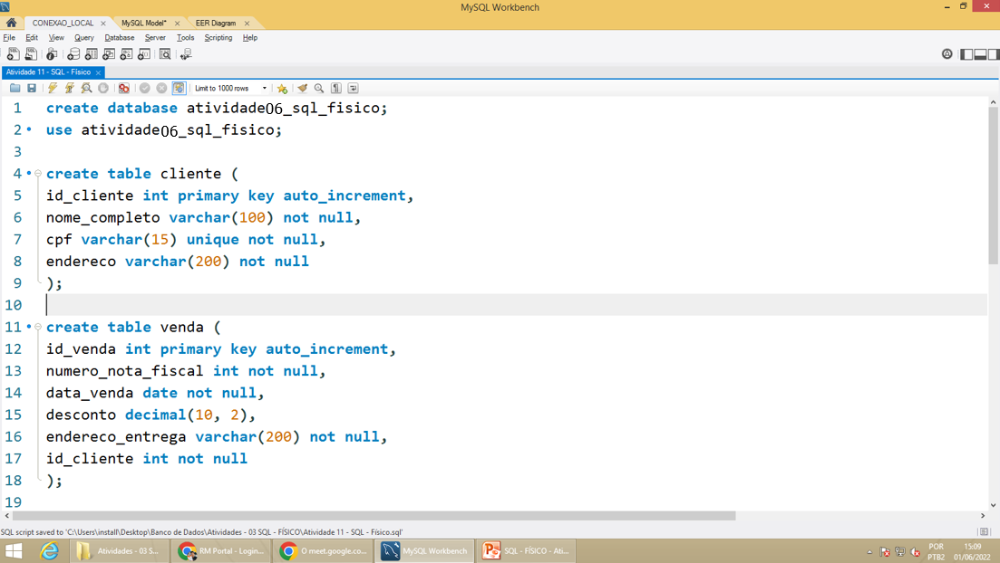 MySQL Workbench
CONEXAO_LOCAL
MySQL Model*
EER Diagram
File Edit View Query Database Server Tools Scripting Help
Atividade 11 - SQL - Físico
Limit to 1000 rows
1 create database atividade06_sql_fisico;
2 use atividade06_sql_fisico;
3
4 create table cliente (
5 id_cliente int primary key auto_increment,
6 nome_completo varchar(100) not null,
7 cpf varchar(15) unique not null,
8 endereco varchar(200) not null
9 );
10
11 create table venda (
12 id_venda int primary key auto_increment,
13 numero_nota_fiscal int not null,
14 data_venda date not null,
15 desconto decimal(10, 2),
16 endereco_entrega varchar(200) not null,
17 id_cliente int not null
18 );
19
SQL script saved to 'C:\Users\install\Desktop\Banco de Dados\Atividades - 03 SQL - FÍSICO\Atividade 11 - SQL - Físico.sql'
Atividades - 03 S...
RM Portal - Login...
O meet.google.co...
MySQL Workbench
SQL - FÍSICO - Ati...
POR
PTB2
15:09
01/06/2022